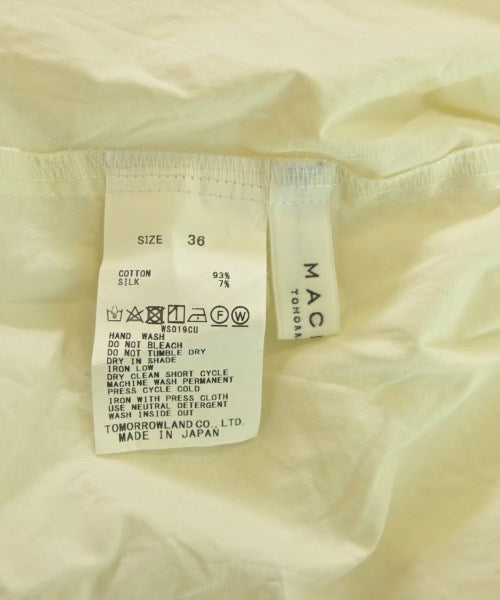 SIZE 36
COTTON 93%
SILK 7%
WS019CU
HAND WASH
DO NOT BLEACH
DO NOT TUMBLE DRY
DRY IN SHADE
IRON LOW
DRY CLEAN SHORT CYCLE
MACHINE WASH PERMANENT
PRESS CYCLE COLD
IRON WITH PRESS CLOTH
USE NEUTRAL DETERGENT
WASH INSIDE OUT
TOMORROWLAND CO., LTD.
MADE IN JAPAN
MAC
TOMORR